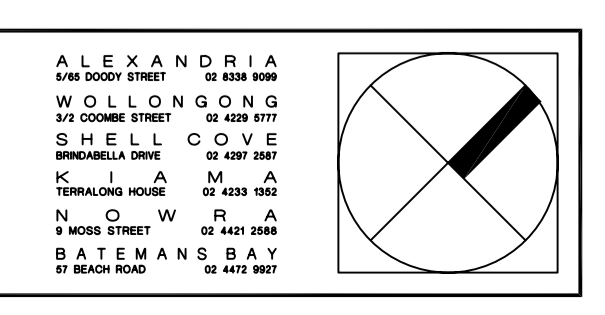 ALEXANDRIA
5/65 DOODY STREET 02 8338 9099
WOLLONGONG
3/2 COOMBE STREET 02 4229 5777
SHELL COVE
BRINDABELLA DRIVE 02 4297 2587
KIAMA
TERRALONG HOUSE 02 4233 1352
NOWRA
9 MOSS STREET 02 4421 2588
BATEMANS BAY
57 BEACH ROAD 02 4472 9927